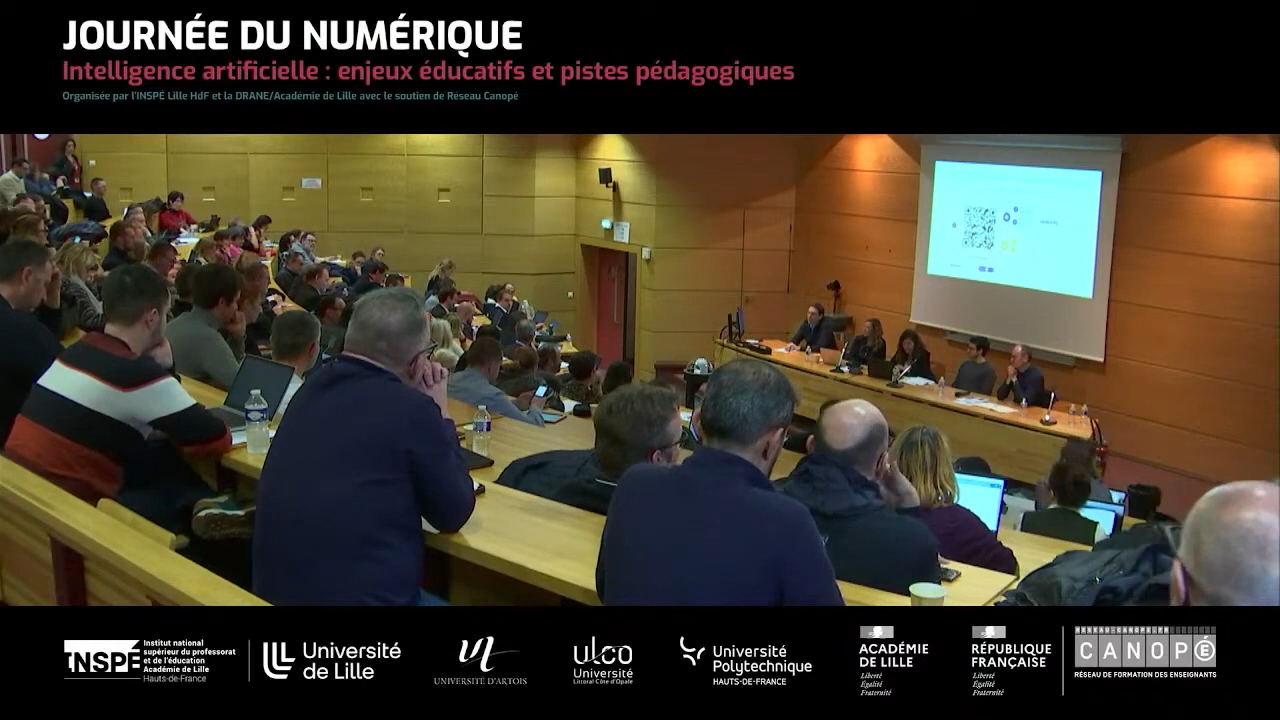 JOURNÉE DU NUMÉRIQUE
Intelligence artificielle : enjeux éducatifs et pistes pédagogiques
Organisée par l'INSPÉ Lille HdF et la DRANE/Académie de Lille avec le soutien de Réseau Canopé
INSPÉ
Institut national
supérieur du professorat
et de l'éducation
Académie de Lille
Hauts-de-France
Université
de Lille
UNIVERSITÉ D'ARTOIS
ulco
Université
Littoral Côte d'Opale
Université
Polytechnique
HAUTS-DE-FRANCE
ACADÉMIE
DE LILLE
Liberté
Égalité
Fraternité
RÉPUBLIQUE
FRANÇAISE
Liberté
Égalité
Fraternité
RESEAU-CANOPE.FR
CANOPÉ
RÉSEAU DE FORMATION DES ENSEIGNANTS